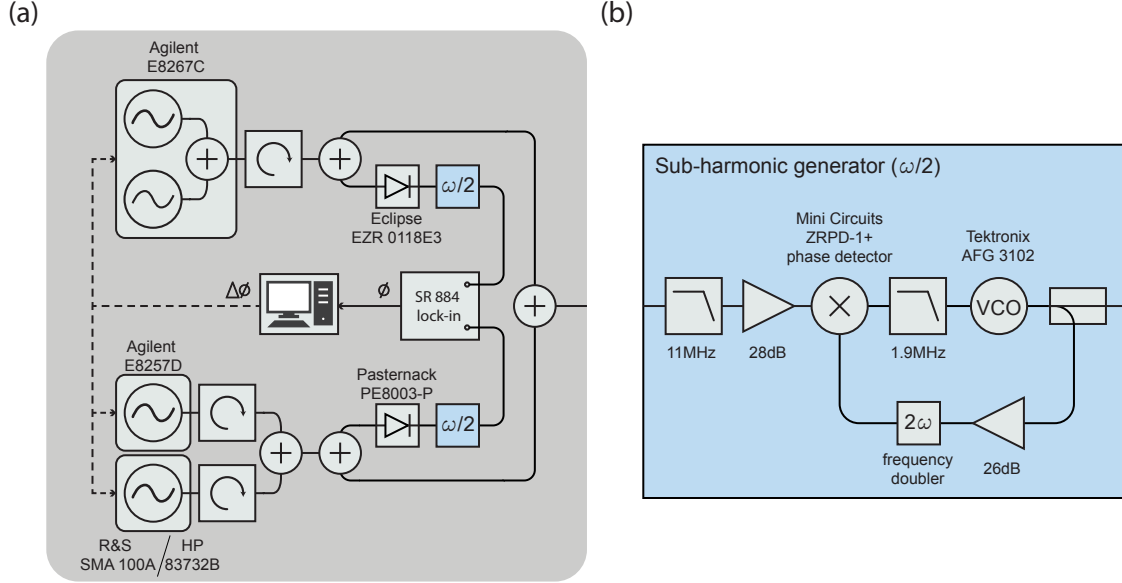 (a)
Agilent
E8267C
Eclipse
EZR 0118E3
ω/2
Δø
ø
SR 884
lock-in
Agilent
E8257D
Pasternack
PE8003-P
ω/2
R&S
SMA 100A
/
HP
83732B
(b)
Sub-harmonic generator (ω/2)
Mini Circuits
ZRPD-1+
phase detector
Tektronix
AFG 3102
VCO
11MHz
28dB
1.9MHz
2ω
frequency
doubler
26dB